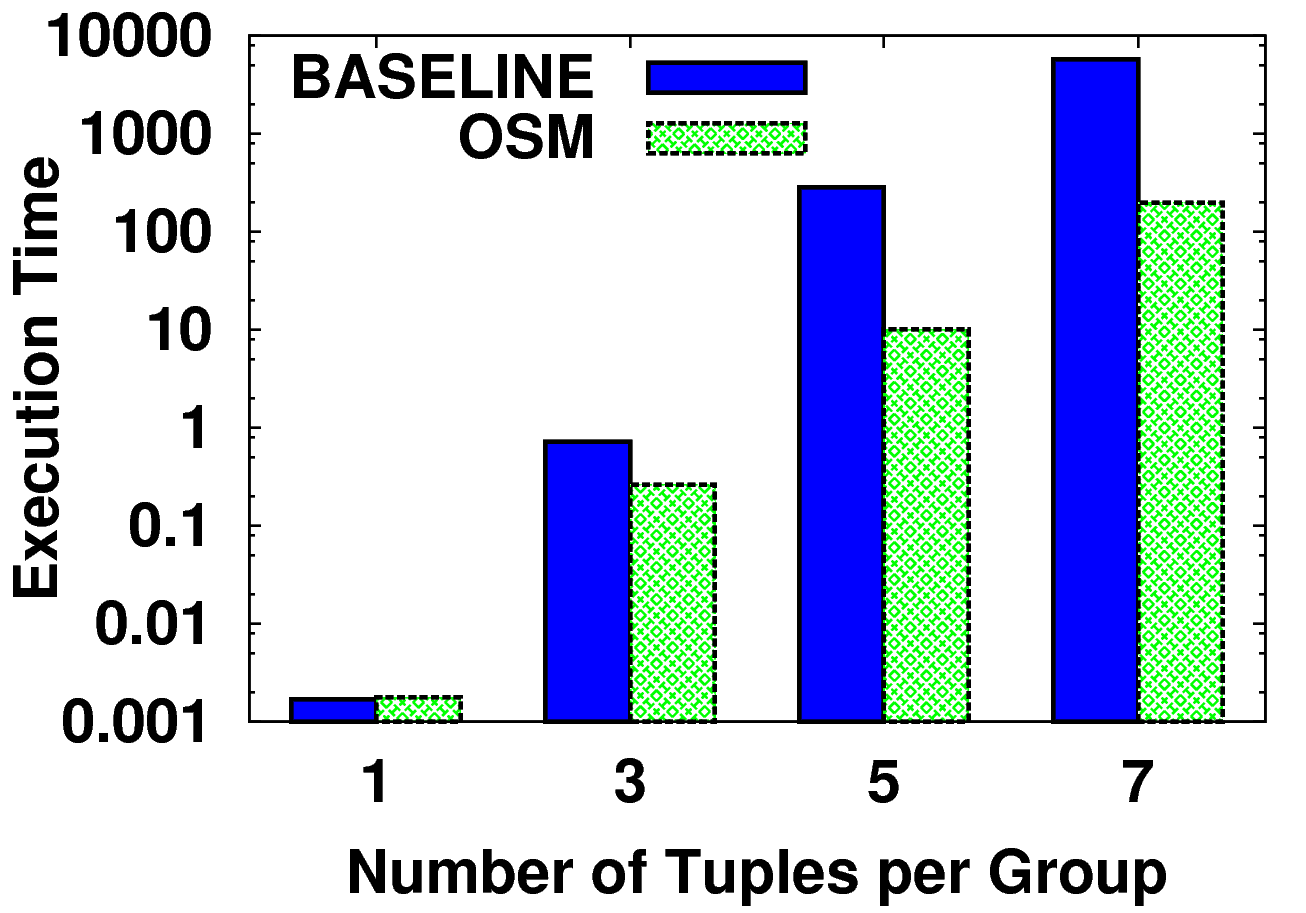 10000
1000
100
10
1
0.1
0.01
0.001
Execution Time
BASELINE
OSM
1 3 5 7
Number of Tuples per Group